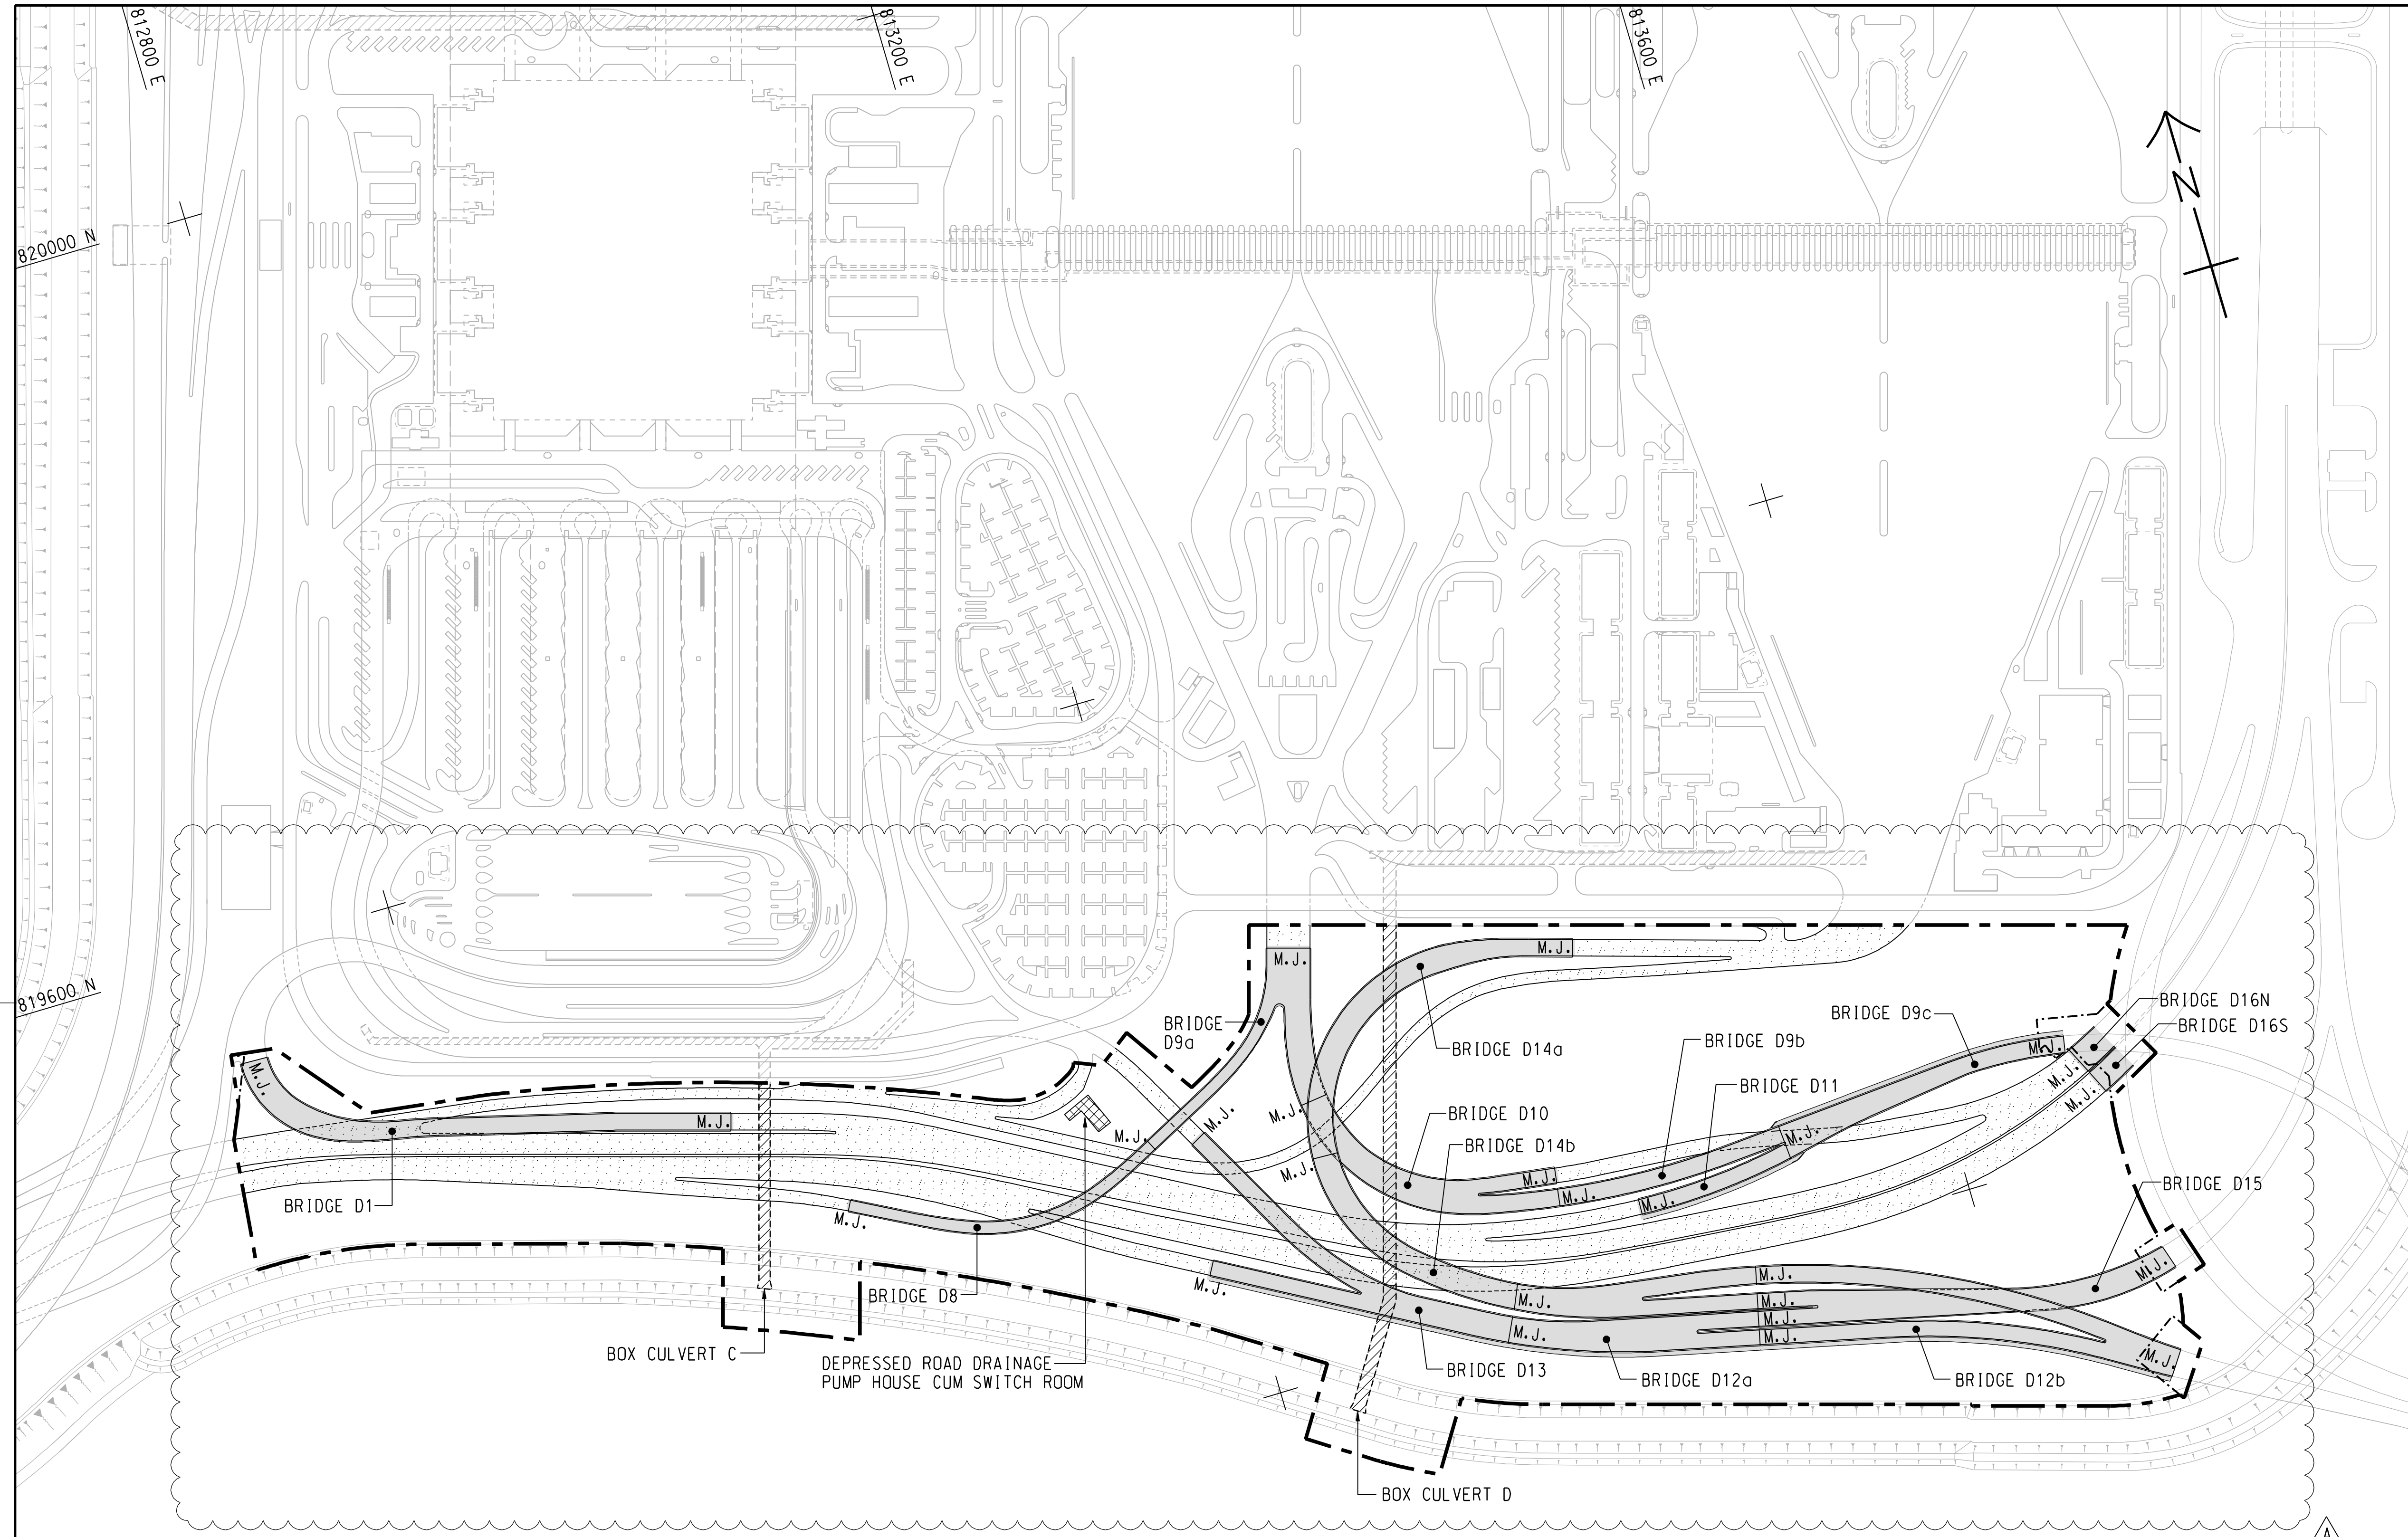 812800 E
813200 E
813600 E
N
820000 N
819600 N
M.J.
BRIDGE D16N
BRIDGE D16S
BRIDGE
D9a
BRIDGE D9c
BRIDGE D9b
BRIDGE D14a
M.J.
M.J.
M.J.
M.J.
BRIDGE D11
M.J.
M.J.
M.J.
BRIDGE D10
M.J.
M.J.
M.J.
M.J.
BRIDGE D14b
M.J.
M.J.
M.J.
M.J.
BRIDGE D15
BRIDGE D1
M.J.
M.J.
M.J.
M.J.
BRIDGE D8
M.J.
M.J.
M.J.
M.J.
M.J.
BOX CULVERT C
DEPRESSED ROAD DRAINAGE
PUMP HOUSE CUM SWITCH ROOM
M.J.
BRIDGE D13
BRIDGE D12a
BRIDGE D12b
BOX CULVERT D
A